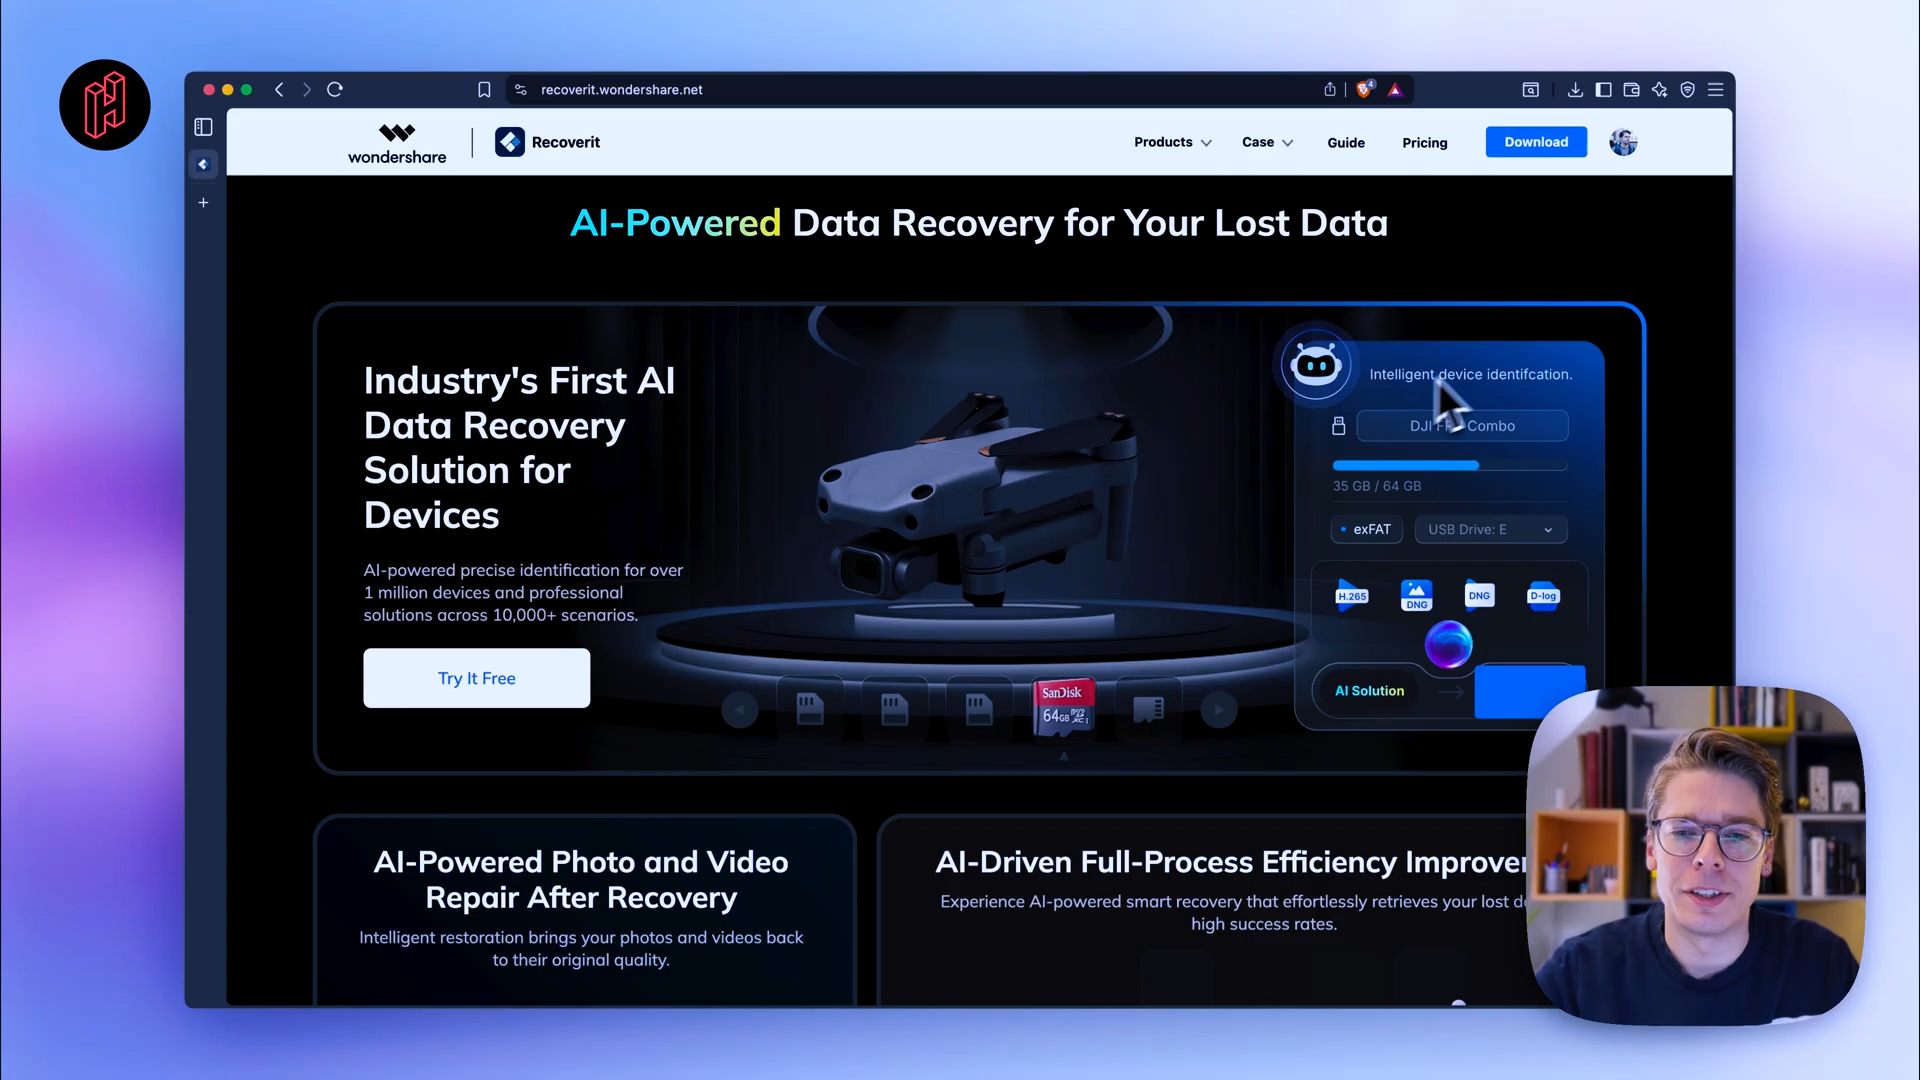 recoverit.wondershare.net
4
wondershare
Recoverit
Products
Case
Guide
Pricing
Download
AI-Powered Data Recovery for Your Lost Data
Industry's First AI
Data Recovery
Solution for
Devices
AI-powered precise identification for over
1 million devices and professional
solutions across 10,000+ scenarios.
Try It Free
SanDisk
64GB
Intelligent device identifcation.
DJI Combo
35 GB / 64 GB
exFAT
USB Drive: E
H.265
DNG
DNG
D-log
AI Solution
AI-Powered Photo and Video
Repair After Recovery
Intelligent restoration brings your photos and videos back
to their original quality.
AI-Driven Full-Process Efficiency
Experience AI-powered smart recovery that effortlessly retrieves your lost
high success rates.